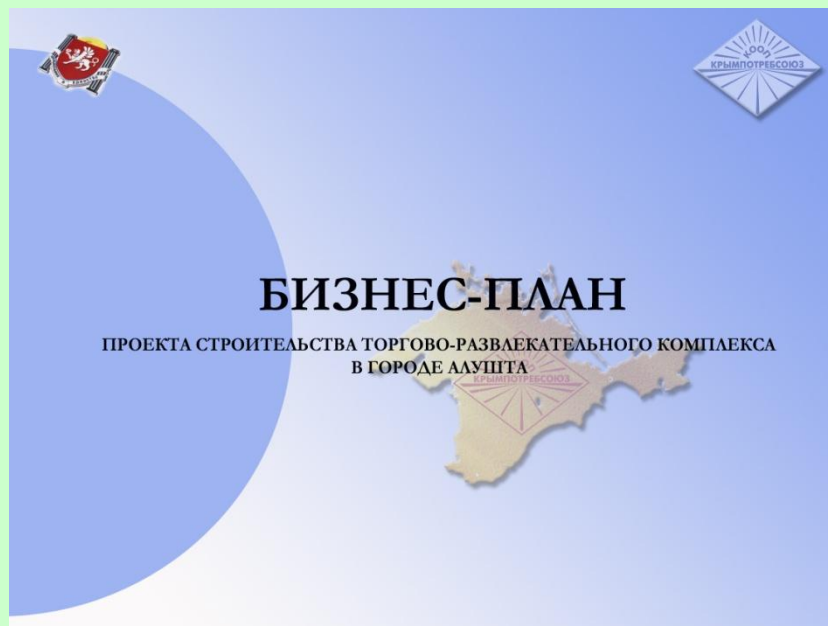 КООП
КРЫМПОТРЕБСОЮЗ
БИЗНЕС-ПЛАН
ПРОЕКТА СТРОИТЕЛЬСТВА ТОРГОВО-РАЗВЛЕКАТЕЛЬНОГО КОМПЛЕКСА
В ГОРОДЕ АЛУШТА
КРЫМПОТРЕБСОЮЗ